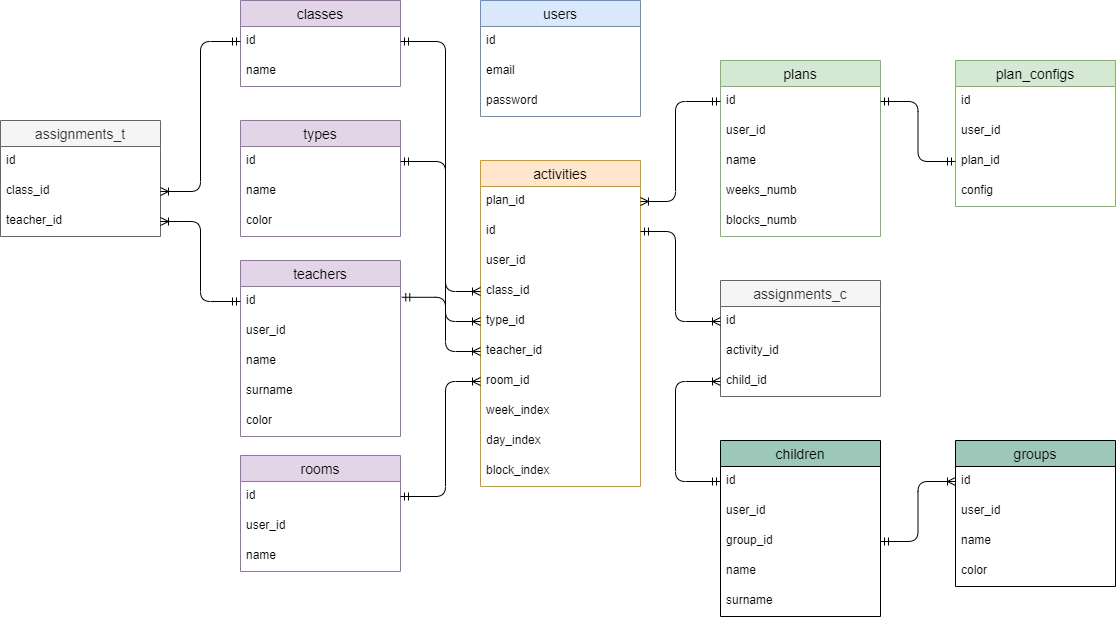 classes
id
name
users
id
email
password
plans
id
user_id
name
weeks_numb
blocks_numb
plan_configs
id
user_id
plan_id
config
assignments_t
id
class_id
teacher_id
types
id
name
color
activities
plan_id
id
user_id
class_id
type_id
teacher_id
room_id
week_index
day_index
block_index
teachers
id
user_id
name
surname
color
assignments_c
id
activity_id
child_id
rooms
id
user_id
name
children
id
user_id
group_id
name
surname
groups
id
user_id
name
color